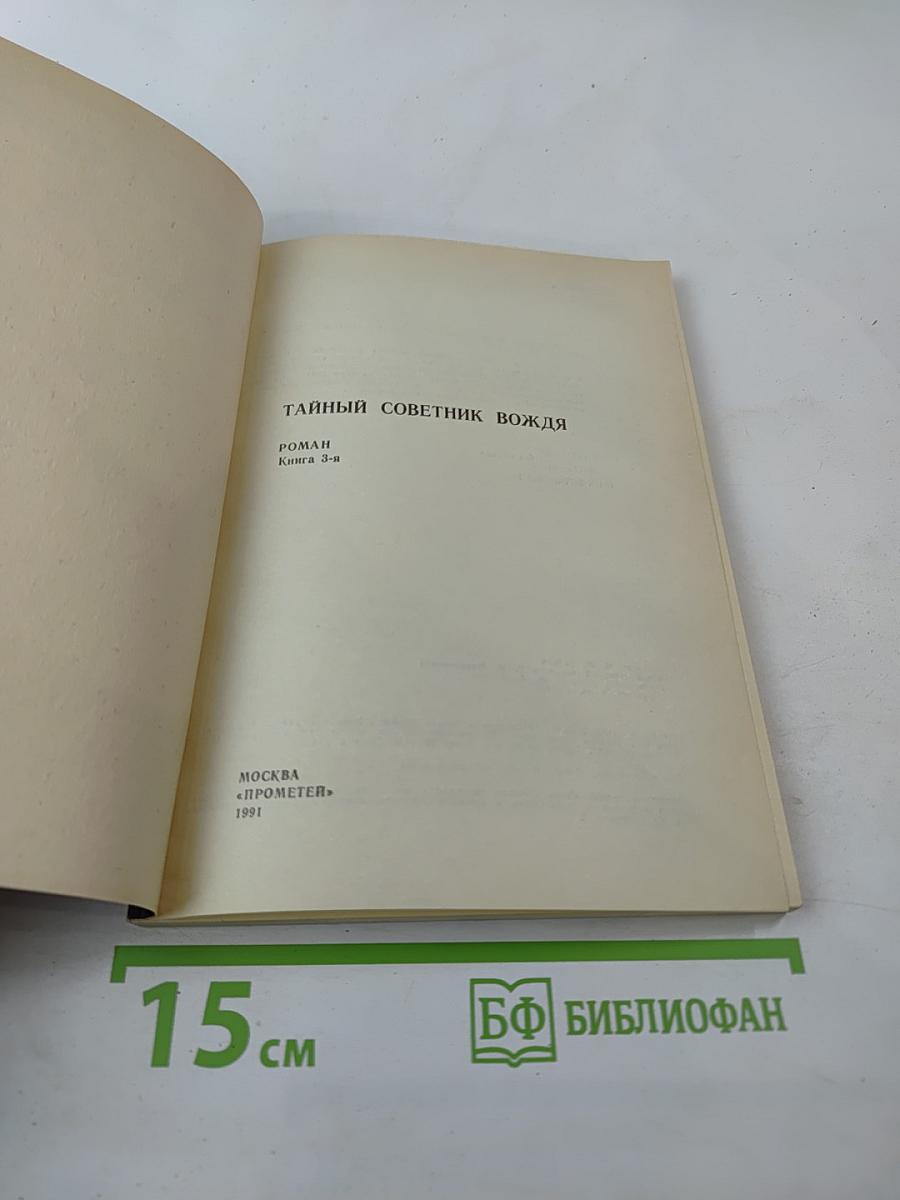 ТАЙНЫЙ СОВЕТНИК ВОЖДЯ
РОМАН
Книга 3-я
МОСКВА
«ПРОМЕТЕЙ»
1991
15 см
БФ БИБЛИОФАН